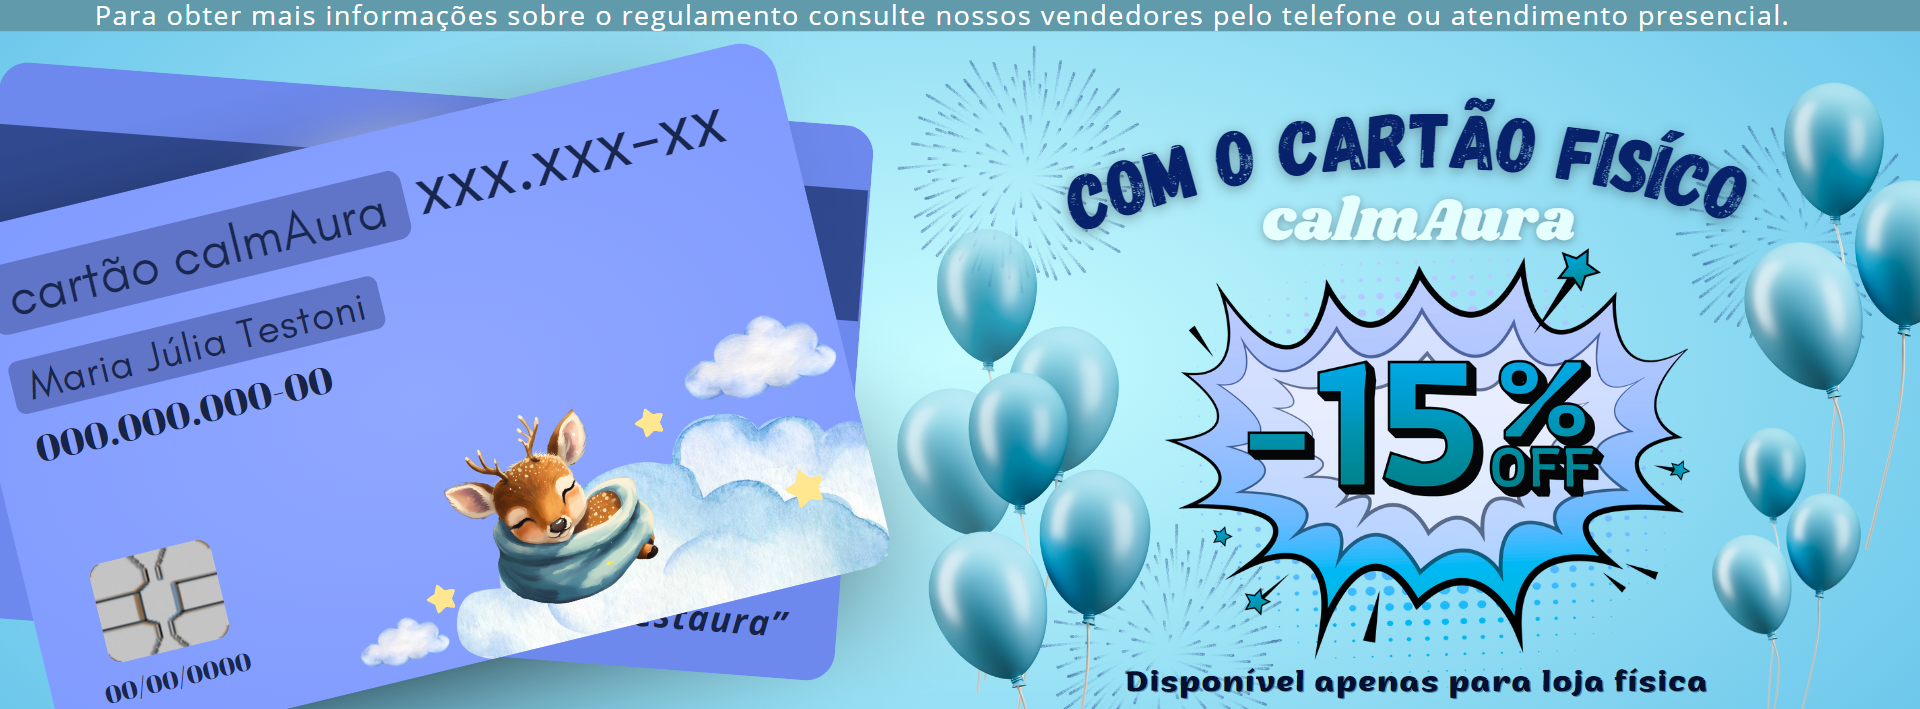 Para obter mais informações sobre o regulamento consulte nossos vendedores pelo telefone ou atendimento presencial.
cartão calmAura xxx.xxx-xx
Maria Júlia Testoni
000.000.000-00
00/00/0000
COM O CARTÃO FISÍCO
calmAura
-15%
OFF
Disponível apenas para loja física